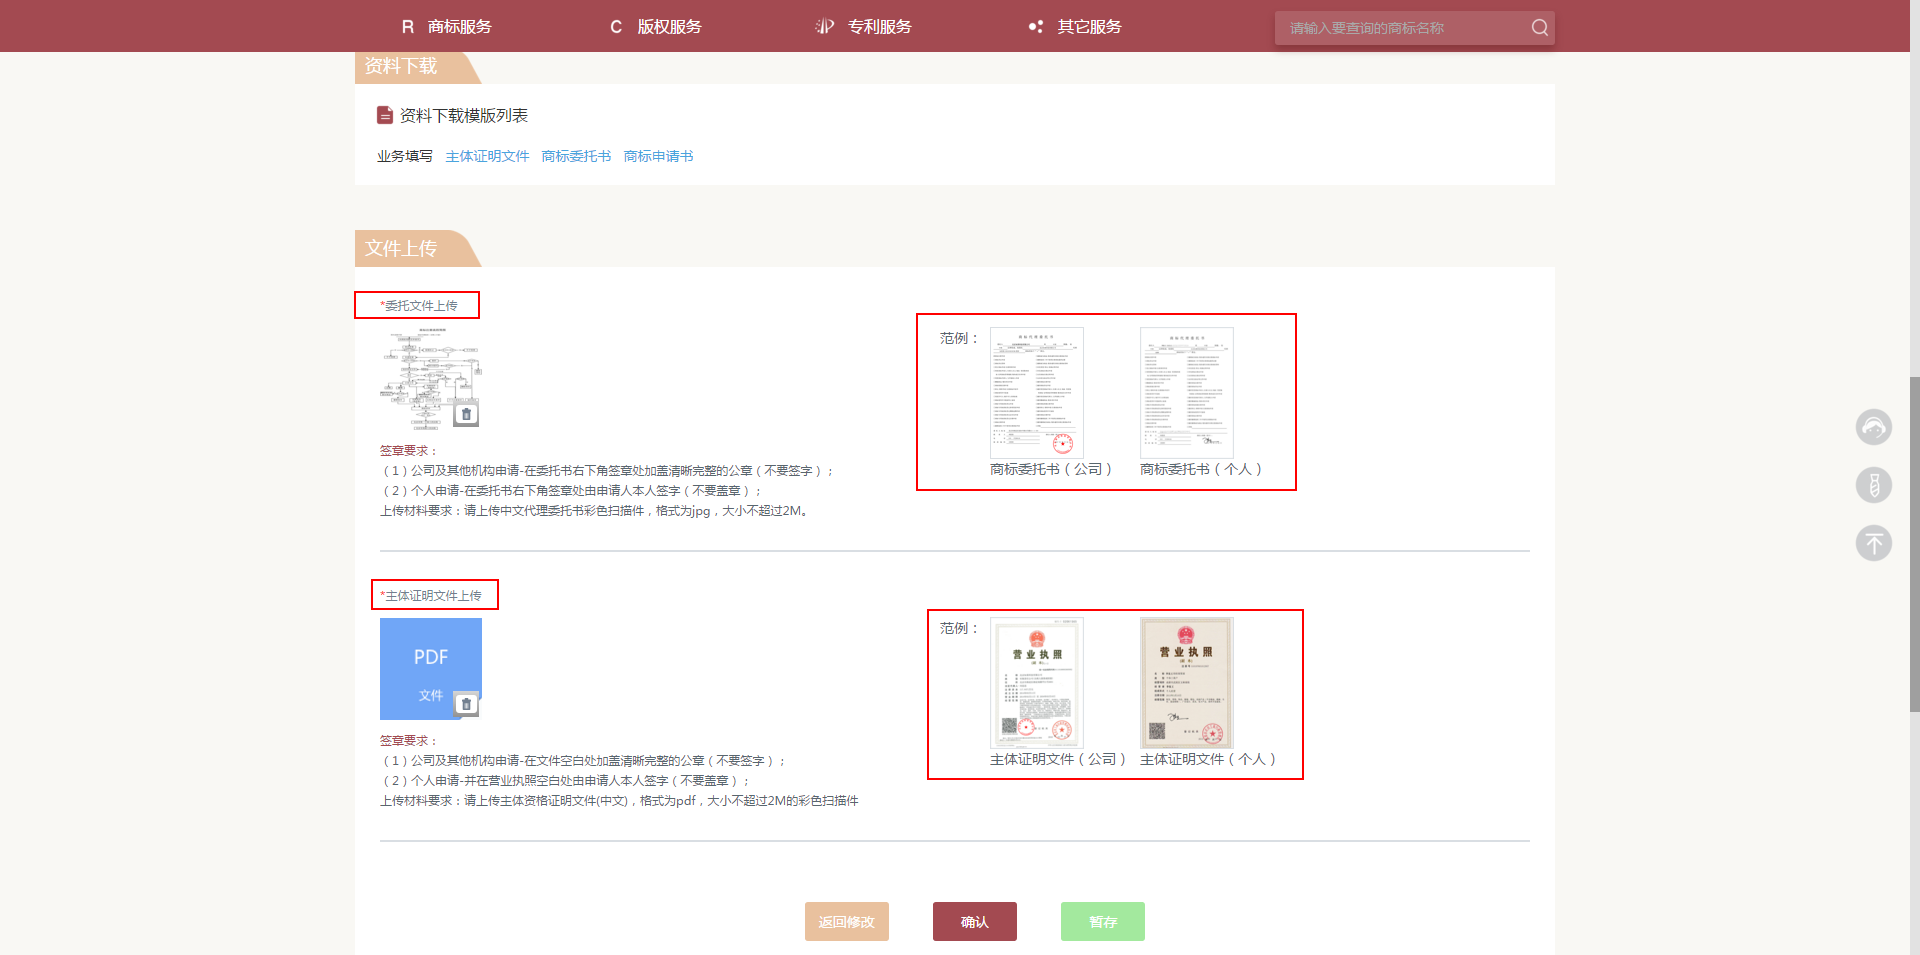 R 商标服务 C 版权服务 专利服务 其它服务 请输入要查询的商标名称
资料下载
资料下载模版列表
业务填写 主体证明文件 商标委托书 商标申请书
文件上传
*委托文件上传
范例：
商标代理委托书
商标代理委托书
商标委托书（公司） 商标委托书（个人）
签章要求：
（1）公司及其他机构申请-在委托书右下角签章处加盖清晰完整的公章（不要签字）；
（2）个人申请-在委托书右下角签章处由申请人本人签字（不要盖章）；
上传材料要求：请上传中文代理委托书彩色扫描件，格式为jpg，大小不超过2M。
*主体证明文件上传
PDF
文件
范例：
营业执照
营业执照
主体证明文件（公司） 主体证明文件（个人）
签章要求：
（1）公司及其他机构申请-在文件空白处加盖清晰完整的公章（不要签字）；
（2）个人申请-并在营业执照空白处由申请人本人签字（不要盖章）；
上传材料要求：请上传主体资格证明文件(中文)，格式为pdf，大小不超过2M的彩色扫描件
返回修改 确认 暂存